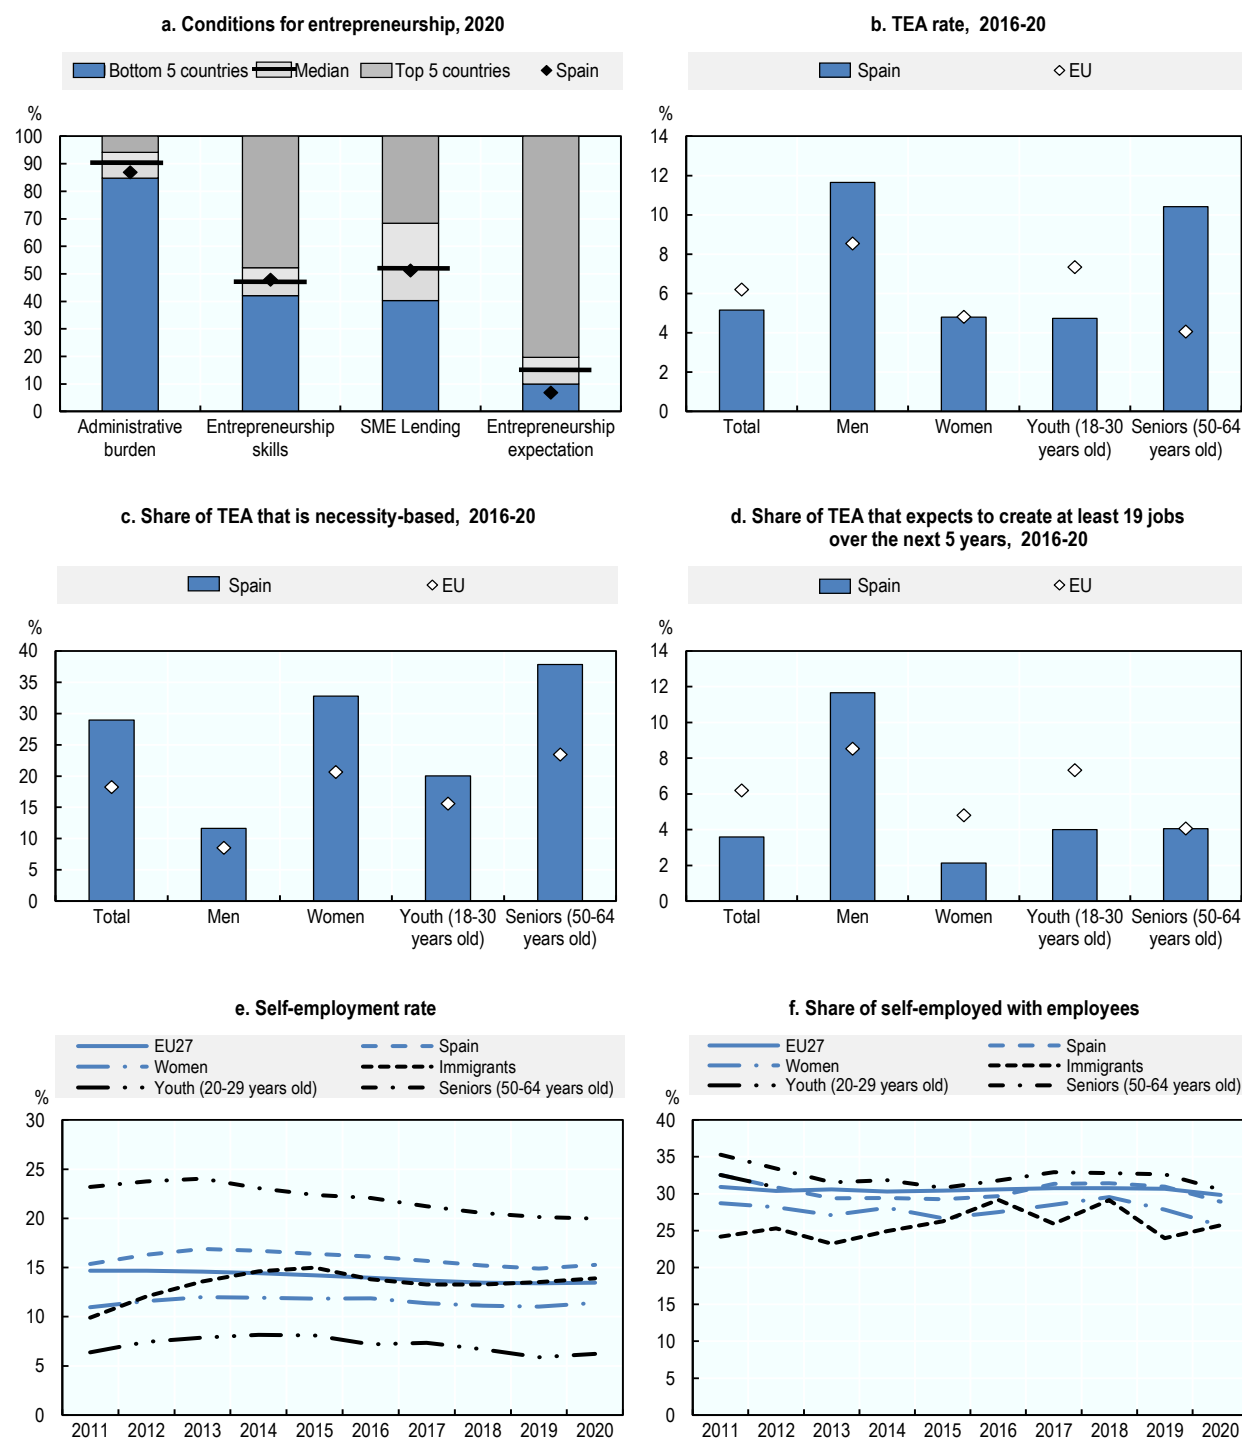 a. Conditions for entrepreneurship, 2020
Bottom 5 countries Median Top 5 countries Spain
%
100
90
80
70
60
50
40
30
20
10
0
Administrative burden
Entrepreneurship skills
SME Lending
Entrepreneurship expectation
b. TEA rate, 2016-20
Spain EU
%
14
12
10
8
6
4
2
0
Total
Men
Women
Youth (18-30 years old)
Seniors (50-64 years old)
c. Share of TEA that is necessity-based, 2016-20
Spain EU
%
40
35
30
25
20
15
10
5
0
Total
Men
Women
Youth (18-30 years old)
Seniors (50-64 years old)
d. Share of TEA that expects to create at least 19 jobs
over the next 5 years, 2016-20
Spain EU
%
14
12
10
8
6
4
2
0
Total
Men
Women
Youth (18-30 years old)
Seniors (50-64 years old)
e. Self-employment rate
EU27 Spain
Women Immigrants
Youth (20-29 years old) Seniors (50-64 years old)
%
30
25
20
15
10
5
0
2011 2012 2013 2014 2015 2016 2017 2018 2019 2020
f. Share of self-employed with employees
EU27 Spain
Women Immigrants
Youth (20-29 years old) Seniors (50-64 years old)
%
40
35
30
25
20
15
10
5
0
2011 2012 2013 2014 2015 2016 2017 2018 2019 2020